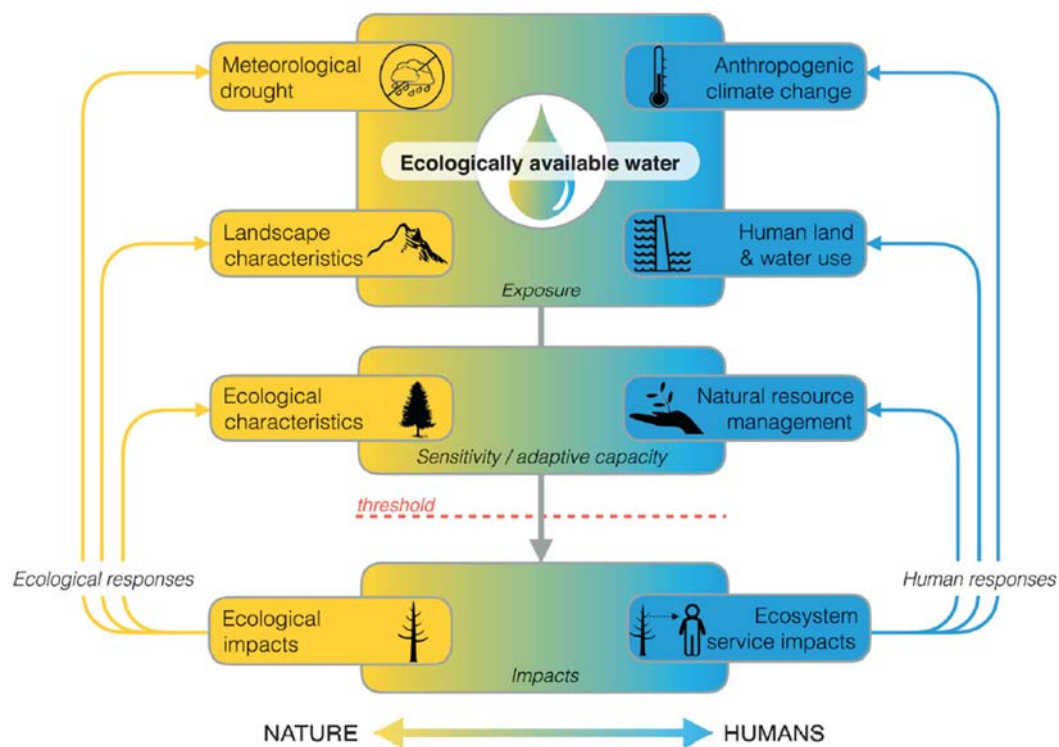 Meteorological
drought
Anthropogenic
climate change
Ecologically available water
Landscape
characteristics
Human land
& water use
Exposure
Ecological
characteristics
Natural resource
management
Sensitivity / adaptive capacity
threshold
Ecological responses
Human responses
Ecological
impacts
Ecosystem
service impacts
Impacts
NATURE
HUMANS